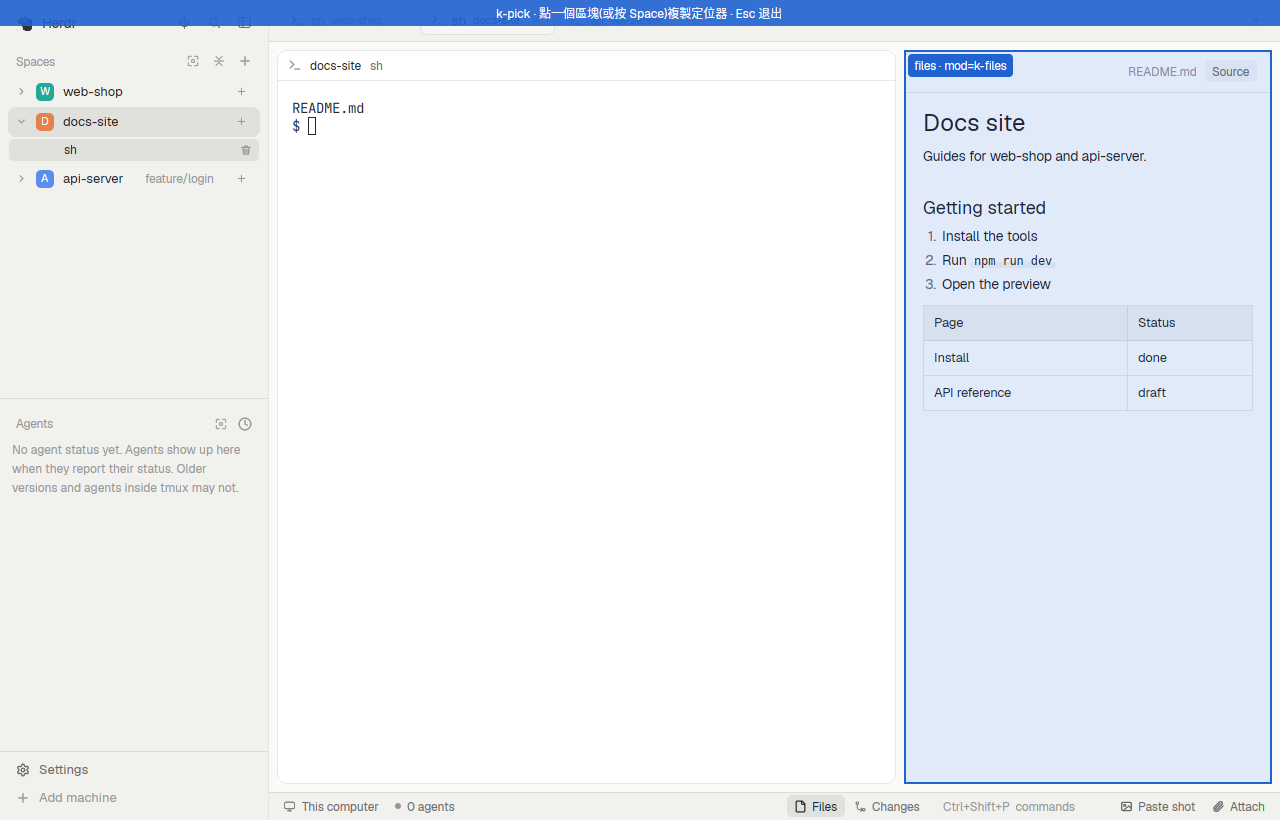 k-pick · 點一個區塊(或按 Space)複製定位器 · Esc 退出
Herdr
sh web-shop
Spaces
W web-shop
D docs-site
sh
A api-server feature/login
Agents
No agent status yet. Agents show up here
when they report their status. Older
versions and agents inside tmux may not.
Settings
Add machine
docs-site sh
README.md
$
files · mod=k-files
README.md Source
Docs site
Guides for web-shop and api-server.
Getting started
1. Install the tools
2. Run npm run dev
3. Open the preview
Page Status
Install done
API reference draft
This computer 0 agents Files Changes Ctrl+Shift+P commands Paste shot Attach